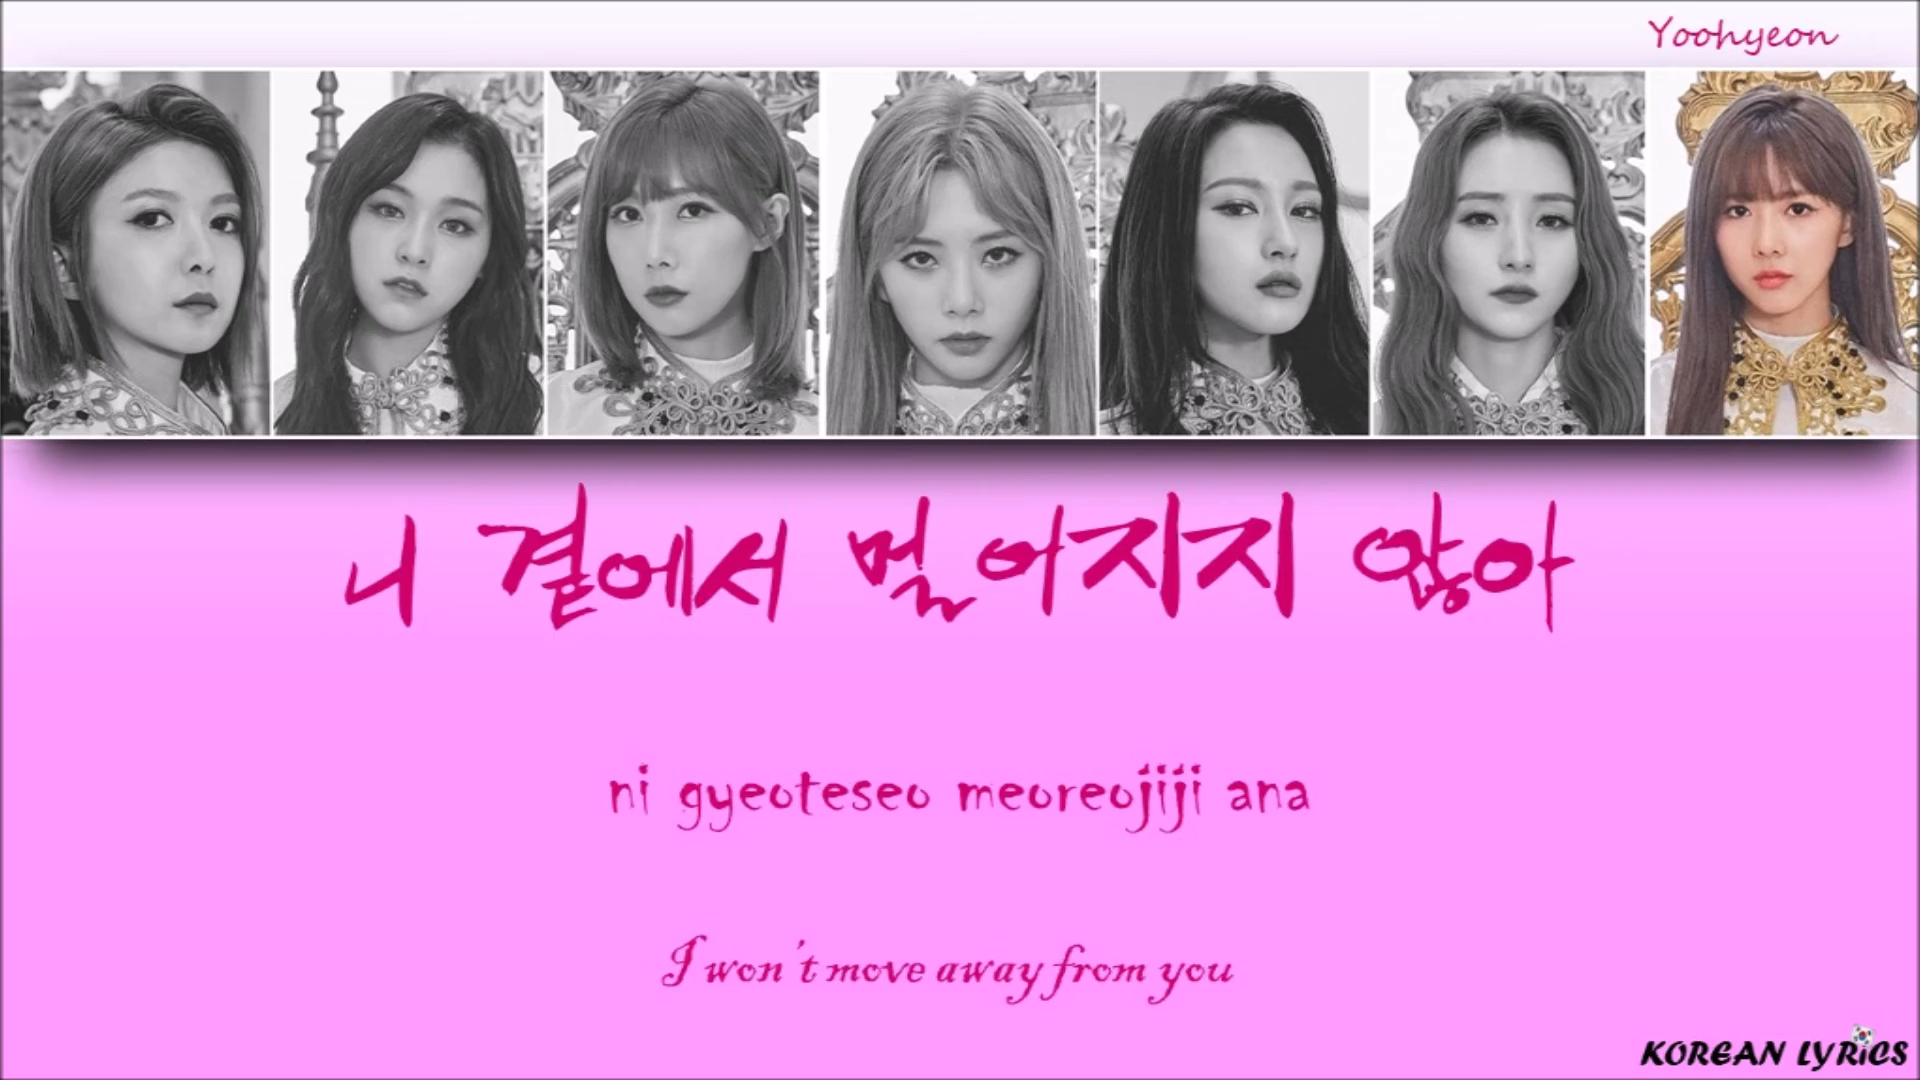 Yoohyeon
니 곁에서 멀어지지 않아
ni gyeoteseo meoreojiji ana
I won't move away from you
KOREAN LYRICS